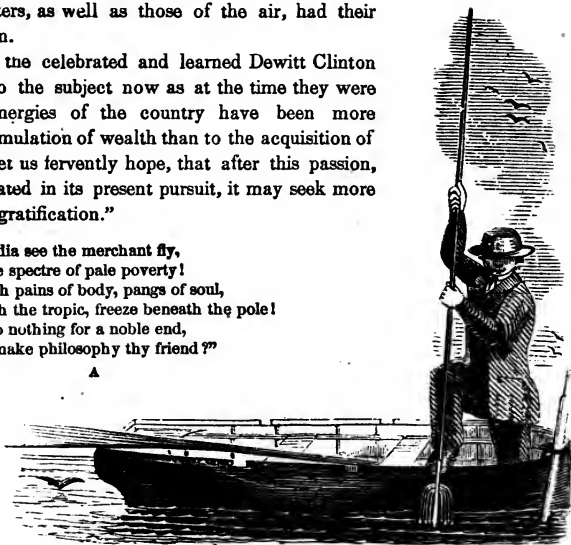 ters, as well as those of the air, had their
n.
the celebrated and learned Dewitt Clinton
o the subject now as at the time they were
nergies of the country have been more
mulation of wealth than to the acquisition of
et us fervently hope, that after this passion,
ated in its present pursuit, it may seek more
gratification.”
dia see the merchant fly,
e spectre of pale poverty!
h pains of body, pangs of soul,
h the tropic, freeze beneath the pole!
o nothing for a noble end,
make philosophy thy friend?”
A